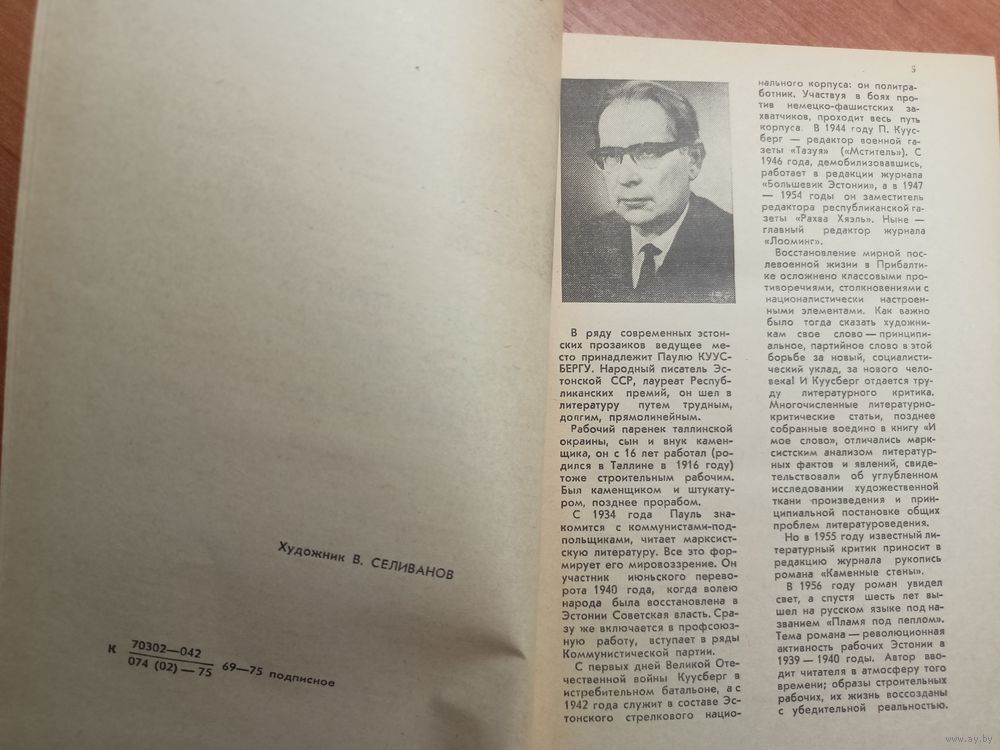 Художник В. СЕЛИВАНОВ
К 70302—042
074 (02) — 75
69—75 подписное
5
В ряду современных эстон-
ских прозаиков ведущее ме-
сто принадлежит Паулю КУУС-
БЕРГУ. Народный писатель Эс-
тонской ССР, лауреат Респуб-
ликанских премий, он шел в
литературу путем трудным,
долгим, прямолинейным.
Рабочий паренек таллинской
окраины, сын и внук камен-
щика, он с 16 лет работал (ро-
дился в Таллине в 1916 году)
тоже строительным рабочим.
Был каменщиком и штукату-
ром, позднее прорабом.
С 1934 года Пауль зна-
комится с коммунистами-под-
польщиками, читает марксист-
скую литературу. Все это фор-
мирует его мировоззрение. Он
участник июньского перево-
рота 1940 года, когда волею
народа была восстановлена в
Эстонии Советская власть. Сра-
зу же включается в профсоюз-
ную работу, вступает в ряды
Коммунистической партии.
С первых дней Великой Оте-
чественной войны Куусберг в
истребительном батальоне, а с
1942 года служит в составе Эс-
тонского стрелкового нацио-
нального корпуса: он политра-
ботник. Участвуя в боях про-
тив немецко-фашистских за-
хватчиков, проходит весь путь
корпуса. В 1944 году П. Куус-
берг — редактор военной га-
зеты «Тазуя» («Мститель»). С
1946 года, демобилизовавшись,
работает в редакции журнала
«Большевик Эстонии», а в 1947
— 1954 годы он заместитель
редактора республиканской га-
зеты «Рахва Хяэль». Ныне —
главный редактор журнала
«Лооминг».
Восстановление мирной пос-
левоенной жизни в Прибалти-
ке осложнено классовыми про-
тиворечиями, столкновениями с
националистически настроен-
ными элементами. Как важно
было тогда сказать художни-
кам свое слово — принципи-
альное, партийное слово в этой
борьбе за новый, социалисти-
ческий уклад, за нового чело-
века! И Куусберг отдается тру-
ду литературного критика.
Многочисленные литературно-
критические статьи, позднее
собранные воедино в книгу «И
мое слово», отличались марк-
систским анализом литератур-
ных фактов и явлений, свиде-
тельствовали об углубленном
исследовании художественной
ткани произведения и прин-
ципиальной постановке общих
проблем литературоведения.
Но в 1955 году известный ли-
тературный критик приносит в
редакцию журнала рукопись
романа «Каменные стены».
В 1956 году роман увидел
свет, а спустя шесть лет вы-
шел на русском языке под на-
званием «Пламя под пеплом».
Тема романа — революционная
активность рабочих Эстонии в
1939 — 1940 годы. Автор вво-
дит читателя в атмосферу того
времени; образы строительных
рабочих, их жизнь воссозданы
с убедительной реальностью.
www.ay.by